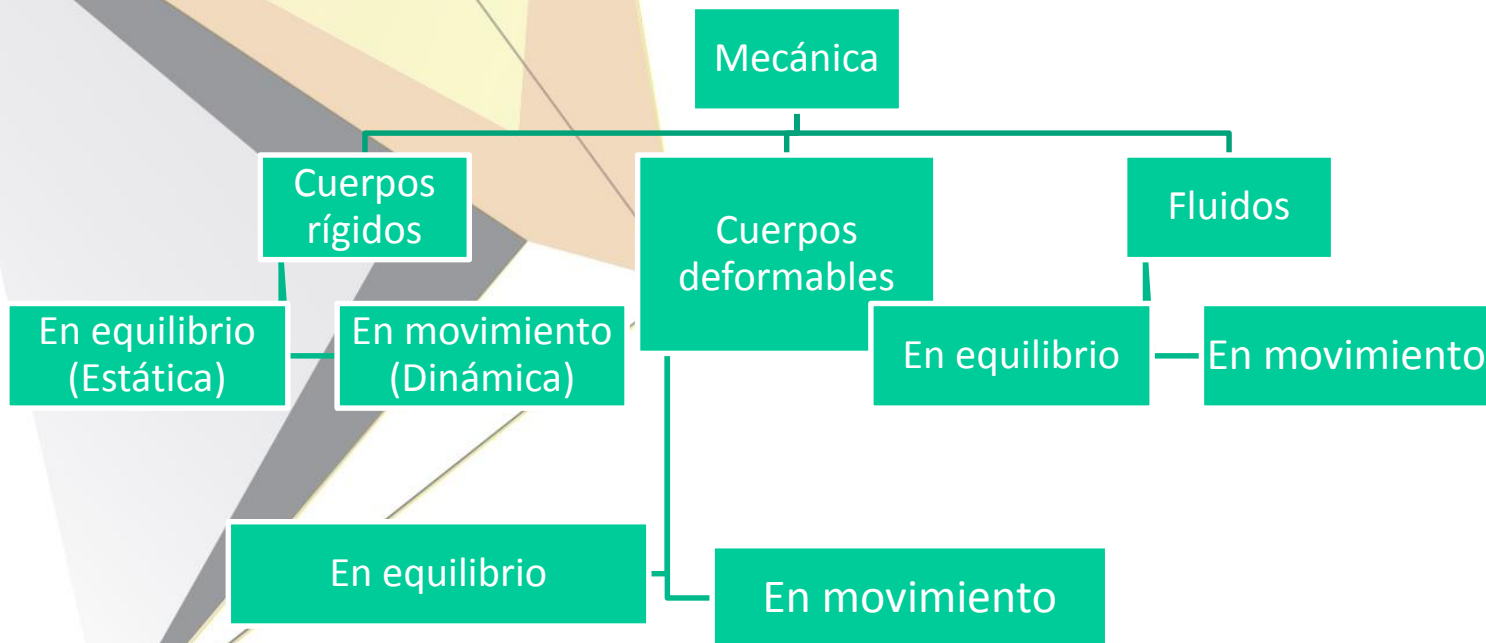 Mecánica
Cuerpos
rígidos
Cuerpos
deformables
Fluidos
En equilibrio
(Estática)
En movimiento
(Dinámica)
En equilibrio
En movimiento
En equilibrio
En movimiento